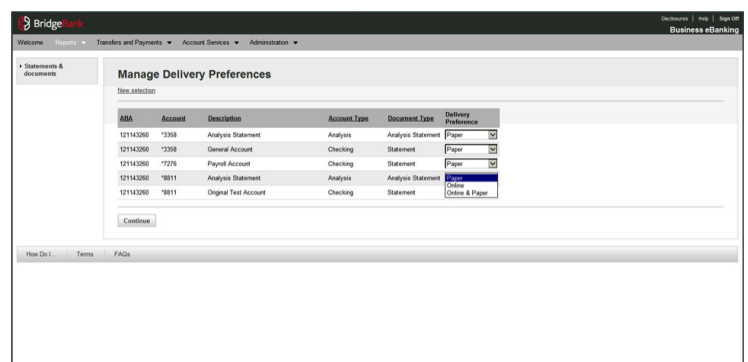 Disclosures | Help | Sign Off
BridgeBank
Business eBanking
Welcome Reports Transfers and Payments Account Services Administration
Statements &
documents
Manage Delivery Preferences
New selection
ABA Account Description Account Type Document Type Delivery
Preference
121143260 *3358 Analysis Statement Analysis Analysis Statement Paper
121143260 *3358 General Account Checking Statement Paper
121143260 *7276 Payroll Account Checking Statement Paper
121143260 *8811 Analysis Statement Analysis Analysis Statement Paper
Online
121143260 *8811 Original Test Account Checking Statement Online & Paper
Continue
How Do I... Terms FAQs